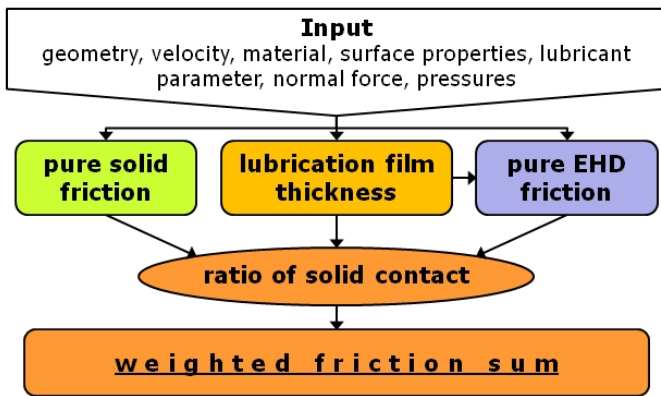 Input
geometry, velocity, material, surface properties, lubricant
parameter, normal force, pressures
pure solid
friction
lubrication film
thickness
pure EHD
friction
ratio of solid contact
weighted friction sum